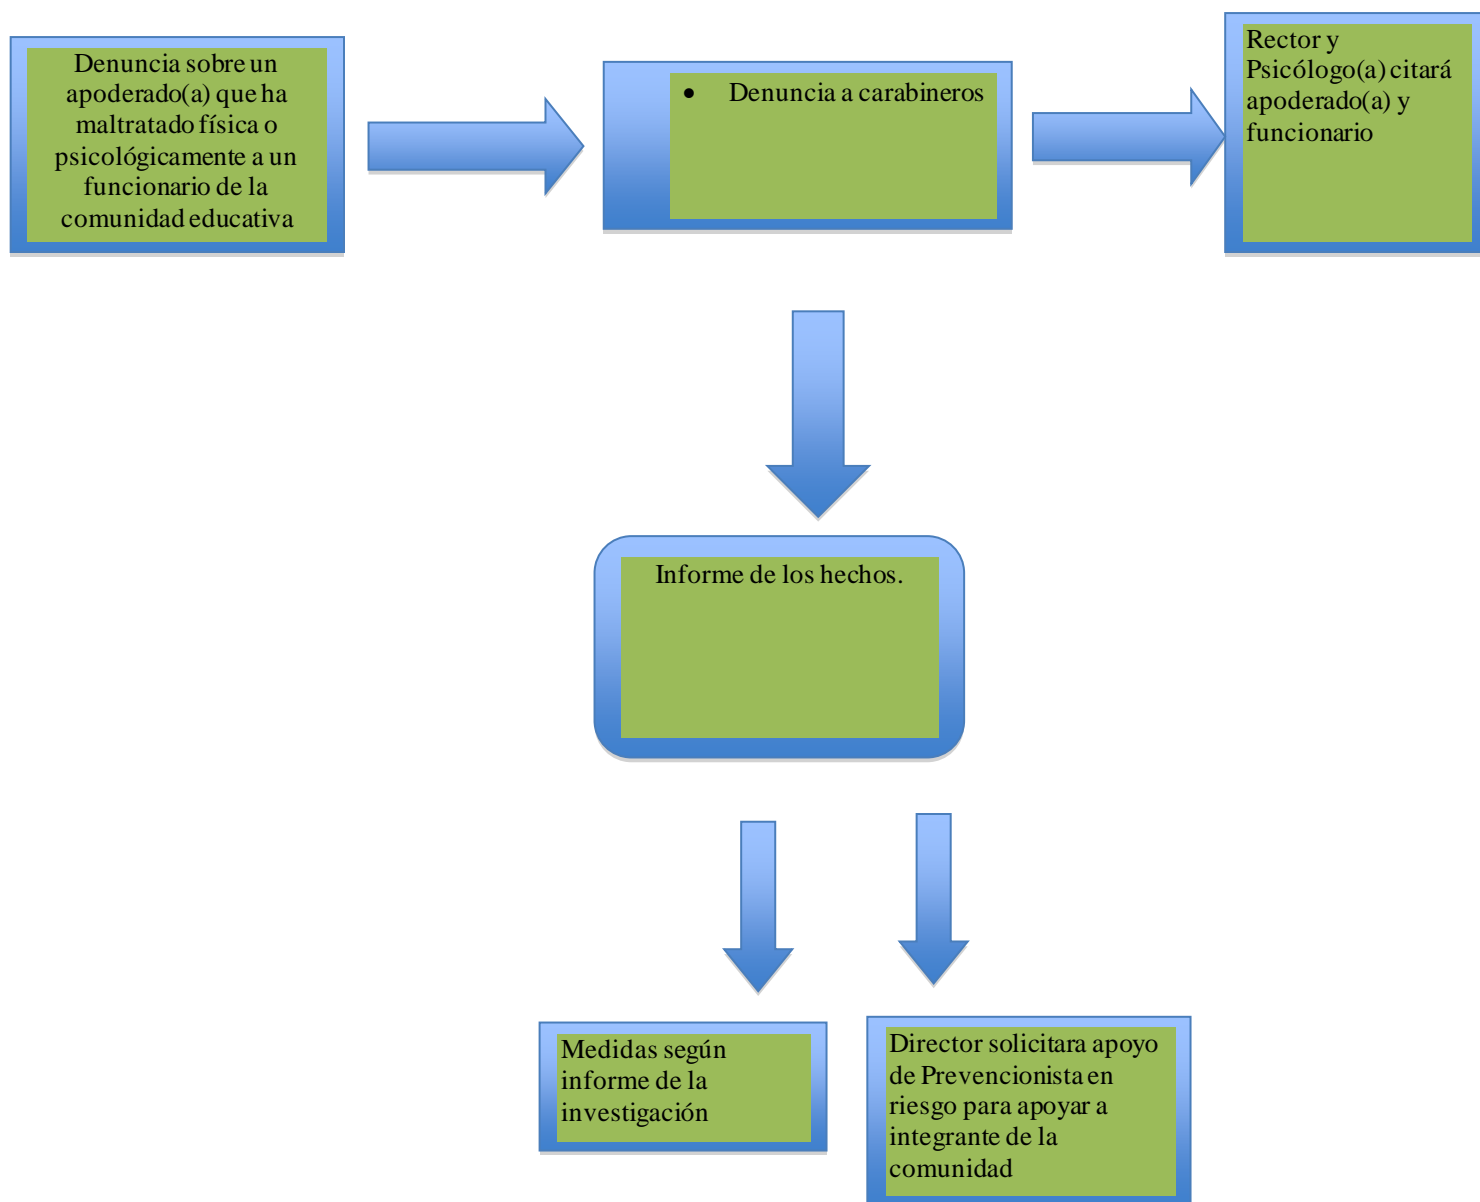 Denuncia sobre un
apoderado(a) que ha
maltratado física o
psicológicamente a un
funcionario de la
comunidad educativa
• Denuncia a carabineros
Rector y
Psicólogo(a) citará
apoderado(a) y
funcionario
Informe de los hechos.
Medidas según
informe de la
investigación
Director solicitara apoyo
de Prevencionista en
riesgo para apoyar a
integrante de la
comunidad